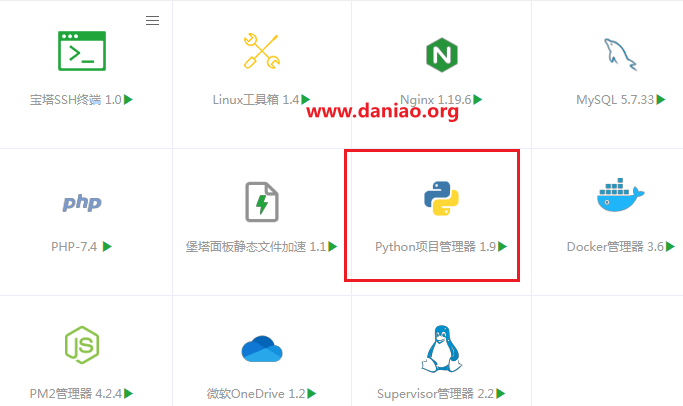 宝塔SSH终端 1.0
Linux工具箱 1.4
Nginx 1.19.6
MySQL 5.7.33
www.daniao.org
php
PHP-7.4
堡塔面板静态文件加速 1.1
Python项目管理器 1.9
Docker管理器 3.6
JS
PM2管理器 4.2.4
微软OneDrive 1.2
Supervisor管理器 2.2